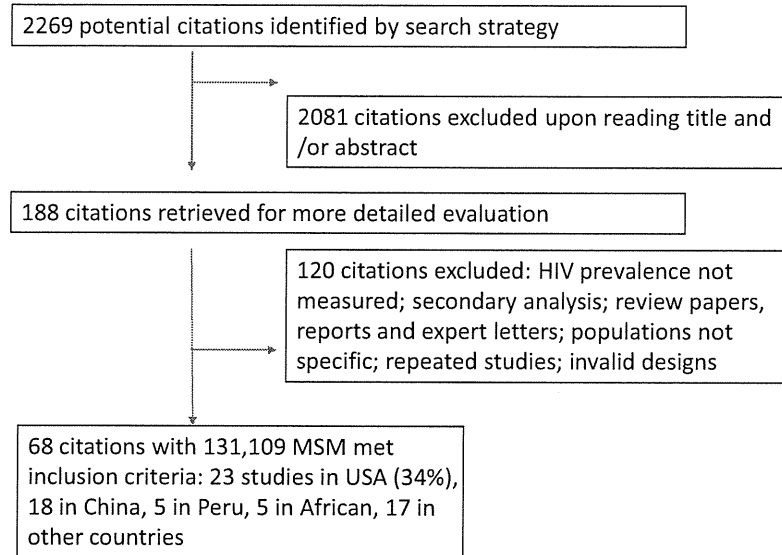 2269 potential citations identified by search strategy
2081 citations excluded upon reading title and
/or abstract
188 citations retrieved for more detailed evaluation
120 citations excluded: HIV prevalence not
measured; secondary analysis; review papers,
reports and expert letters; populations not
specific; repeated studies; invalid designs
68 citations with 131,109 MSM met
inclusion criteria: 23 studies in USA (34%),
18 in China, 5 in Peru, 5 in African, 17 in
other countries